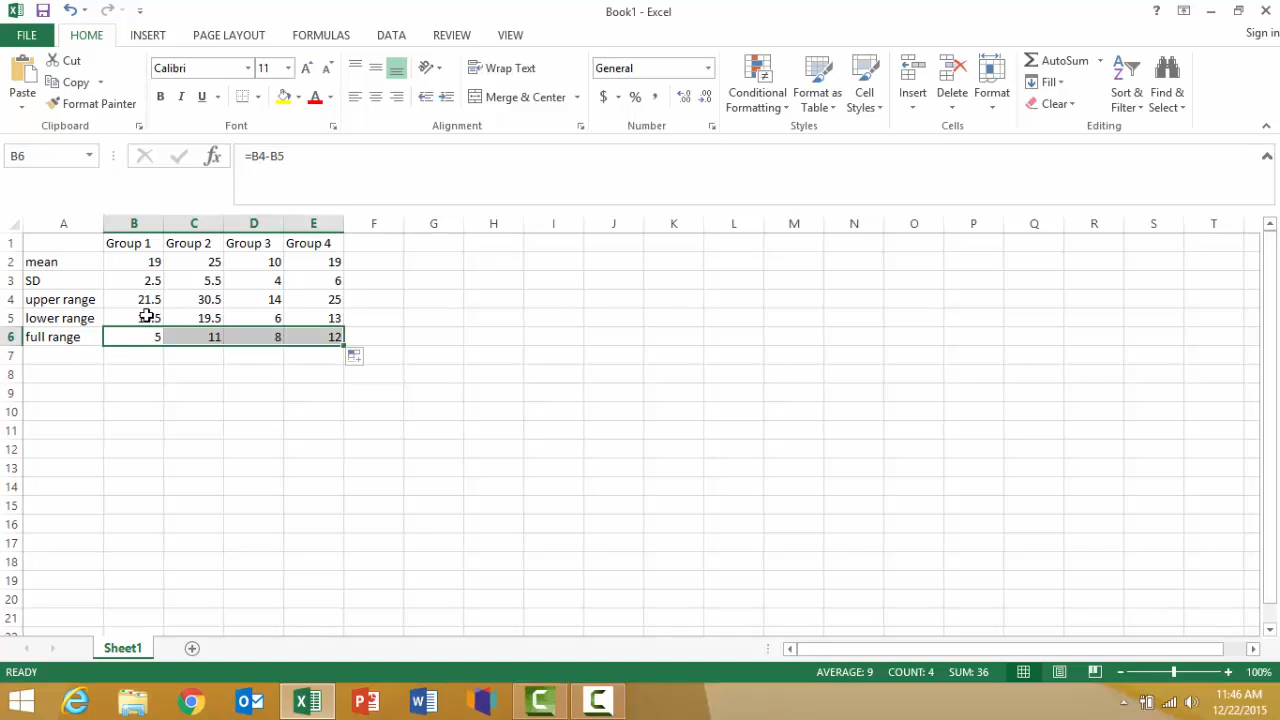 Book1 - Excel
?
Sign in
FILE HOME INSERT PAGE LAYOUT FORMULAS DATA REVIEW VIEW
Paste
Cut
Copy
Format Painter
Clipboard
Calibri 11
B I U
Font
Wrap Text
Merge & Center
Alignment
General
$ % ,
Number
Conditional Formatting
Format as Table
Cell Styles
Styles
Insert Delete Format
Cells
AutoSum
Fill
Clear
Sort & Filter
Find & Select
Editing
B6 fx =B4-B5
A B C D E F G H I J K L M N O P Q R S T
1 Group 1 Group 2 Group 3 Group 4
2 mean 19 25 10 19
3 SD 2.5 5.5 4 6
4 upper range 21.5 30.5 14 25
5 lower range 19.5 6 13
6 full range 5 11 8 12
7
8
9
10
11
12
13
14
15
16
17
18
19
20
21
Sheet1
READY AVERAGE: 9 COUNT: 4 SUM: 36 100%
11:46 AM
12/22/2015